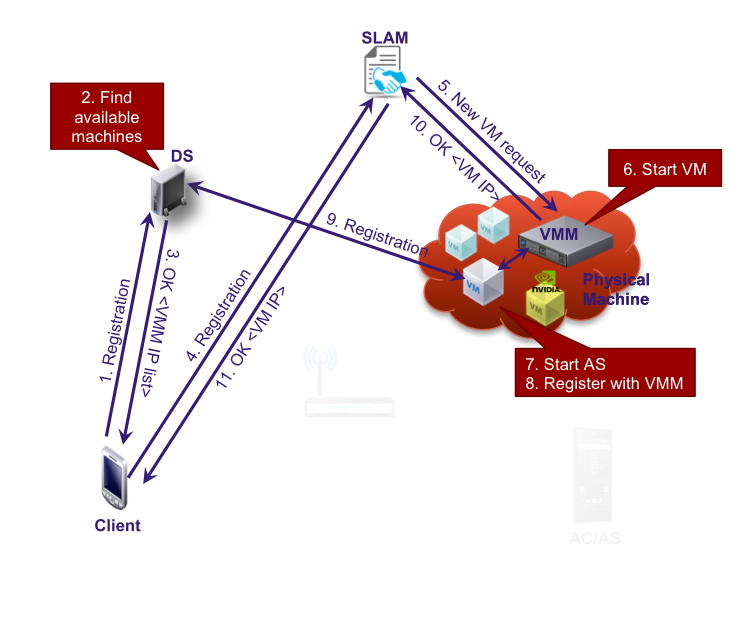 SLAM
2. Find
available
machines
DS
5. New VM request
10. OK <VM IP>
6. Start VM
9. Registration
VMM
VM
VM
VM
NVIDIA
VM
Physical
Machine
1. Registration
3. OK <VMM IP list>
4. Registration
11. OK <VM IP>
7. Start AS
8. Register with VMM
Client
AC/AS